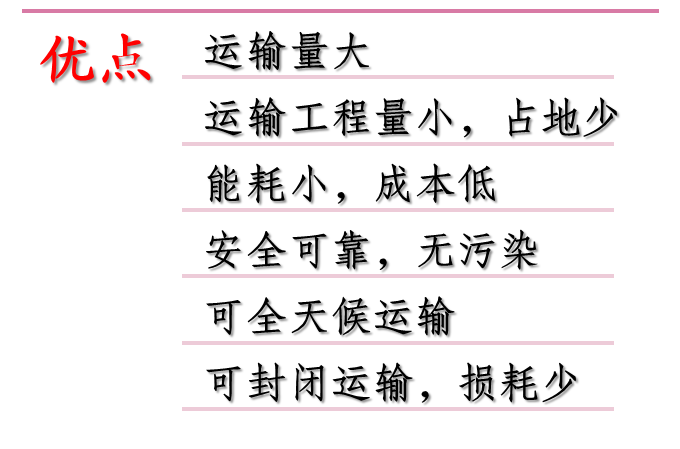 优点
运输量大
运输工程量小，占地少
能耗小，成本低
安全可靠，无污染
可全天候运输
可封闭运输，损耗少